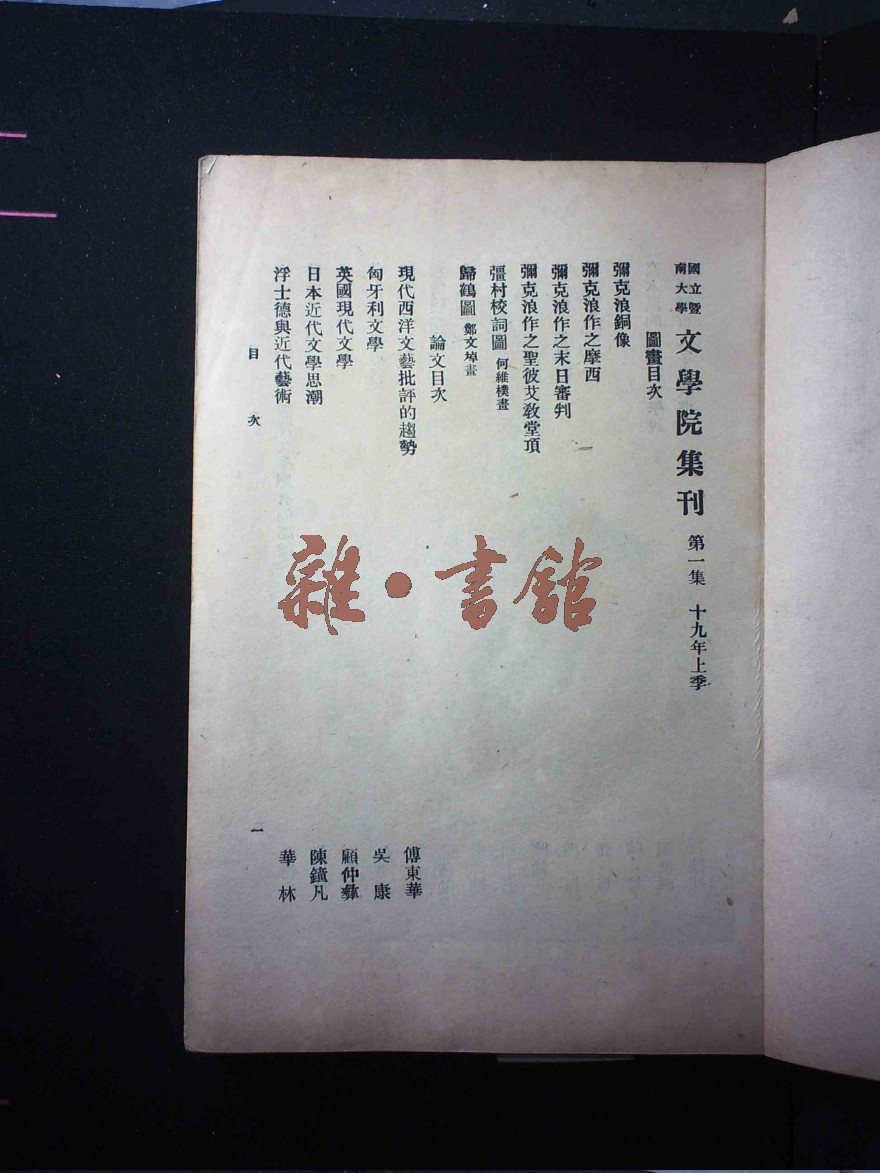 國立暨南大學 文學院集刊 第一集 十九年上季
圖畫目次
彌克浪銅像
彌克浪作之摩西
彌克浪作之末日審判
彌克浪作之聖彼艾教堂頂
彊村校詞圖 何維樸畫
歸鶴圖 鄭文焯畫
論文目次
現代西洋文藝批評的趨勢 傅東華
匈牙利文學 吳康
英國現代文學 顧仲彝
日本近代文學思潮 陳鐘凡
浮士德與近代藝術 華林
目次 一
雜·書館